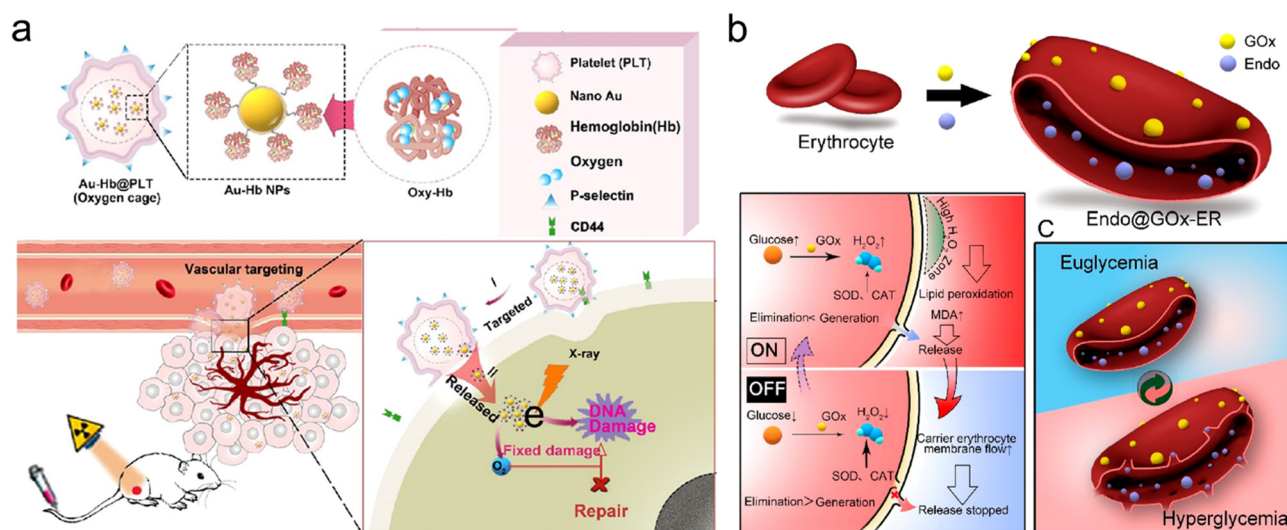 a
Platelet (PLT)
Nano Au
Hemoglobin(Hb)
Oxygen
P-selectin
CD44
Au-Hb@PLT
(Oxygen cage)
Au-Hb NPs
Oxy-Hb
Vascular targeting
I
Targeted
II
Released
X-ray
e
DNA
Damage
Fixed damage
O₂
Repair
b
GOx
Endo
Erythrocyte
Endo@GOx-ER
Glucose↑
GOx
H₂O₂↑
SOD、CAT
Elimination< Generation
ON
High H₂O₂ Zone
Lipid peroxidation
MDA↑
Release
OFF
Glucose↓
GOx
H₂O₂↓
SOD、CAT
Elimination＞Generation
Carrier erythrocyte
membrane flow↑
Release stopped
C
Euglycemia
Hyperglycemia